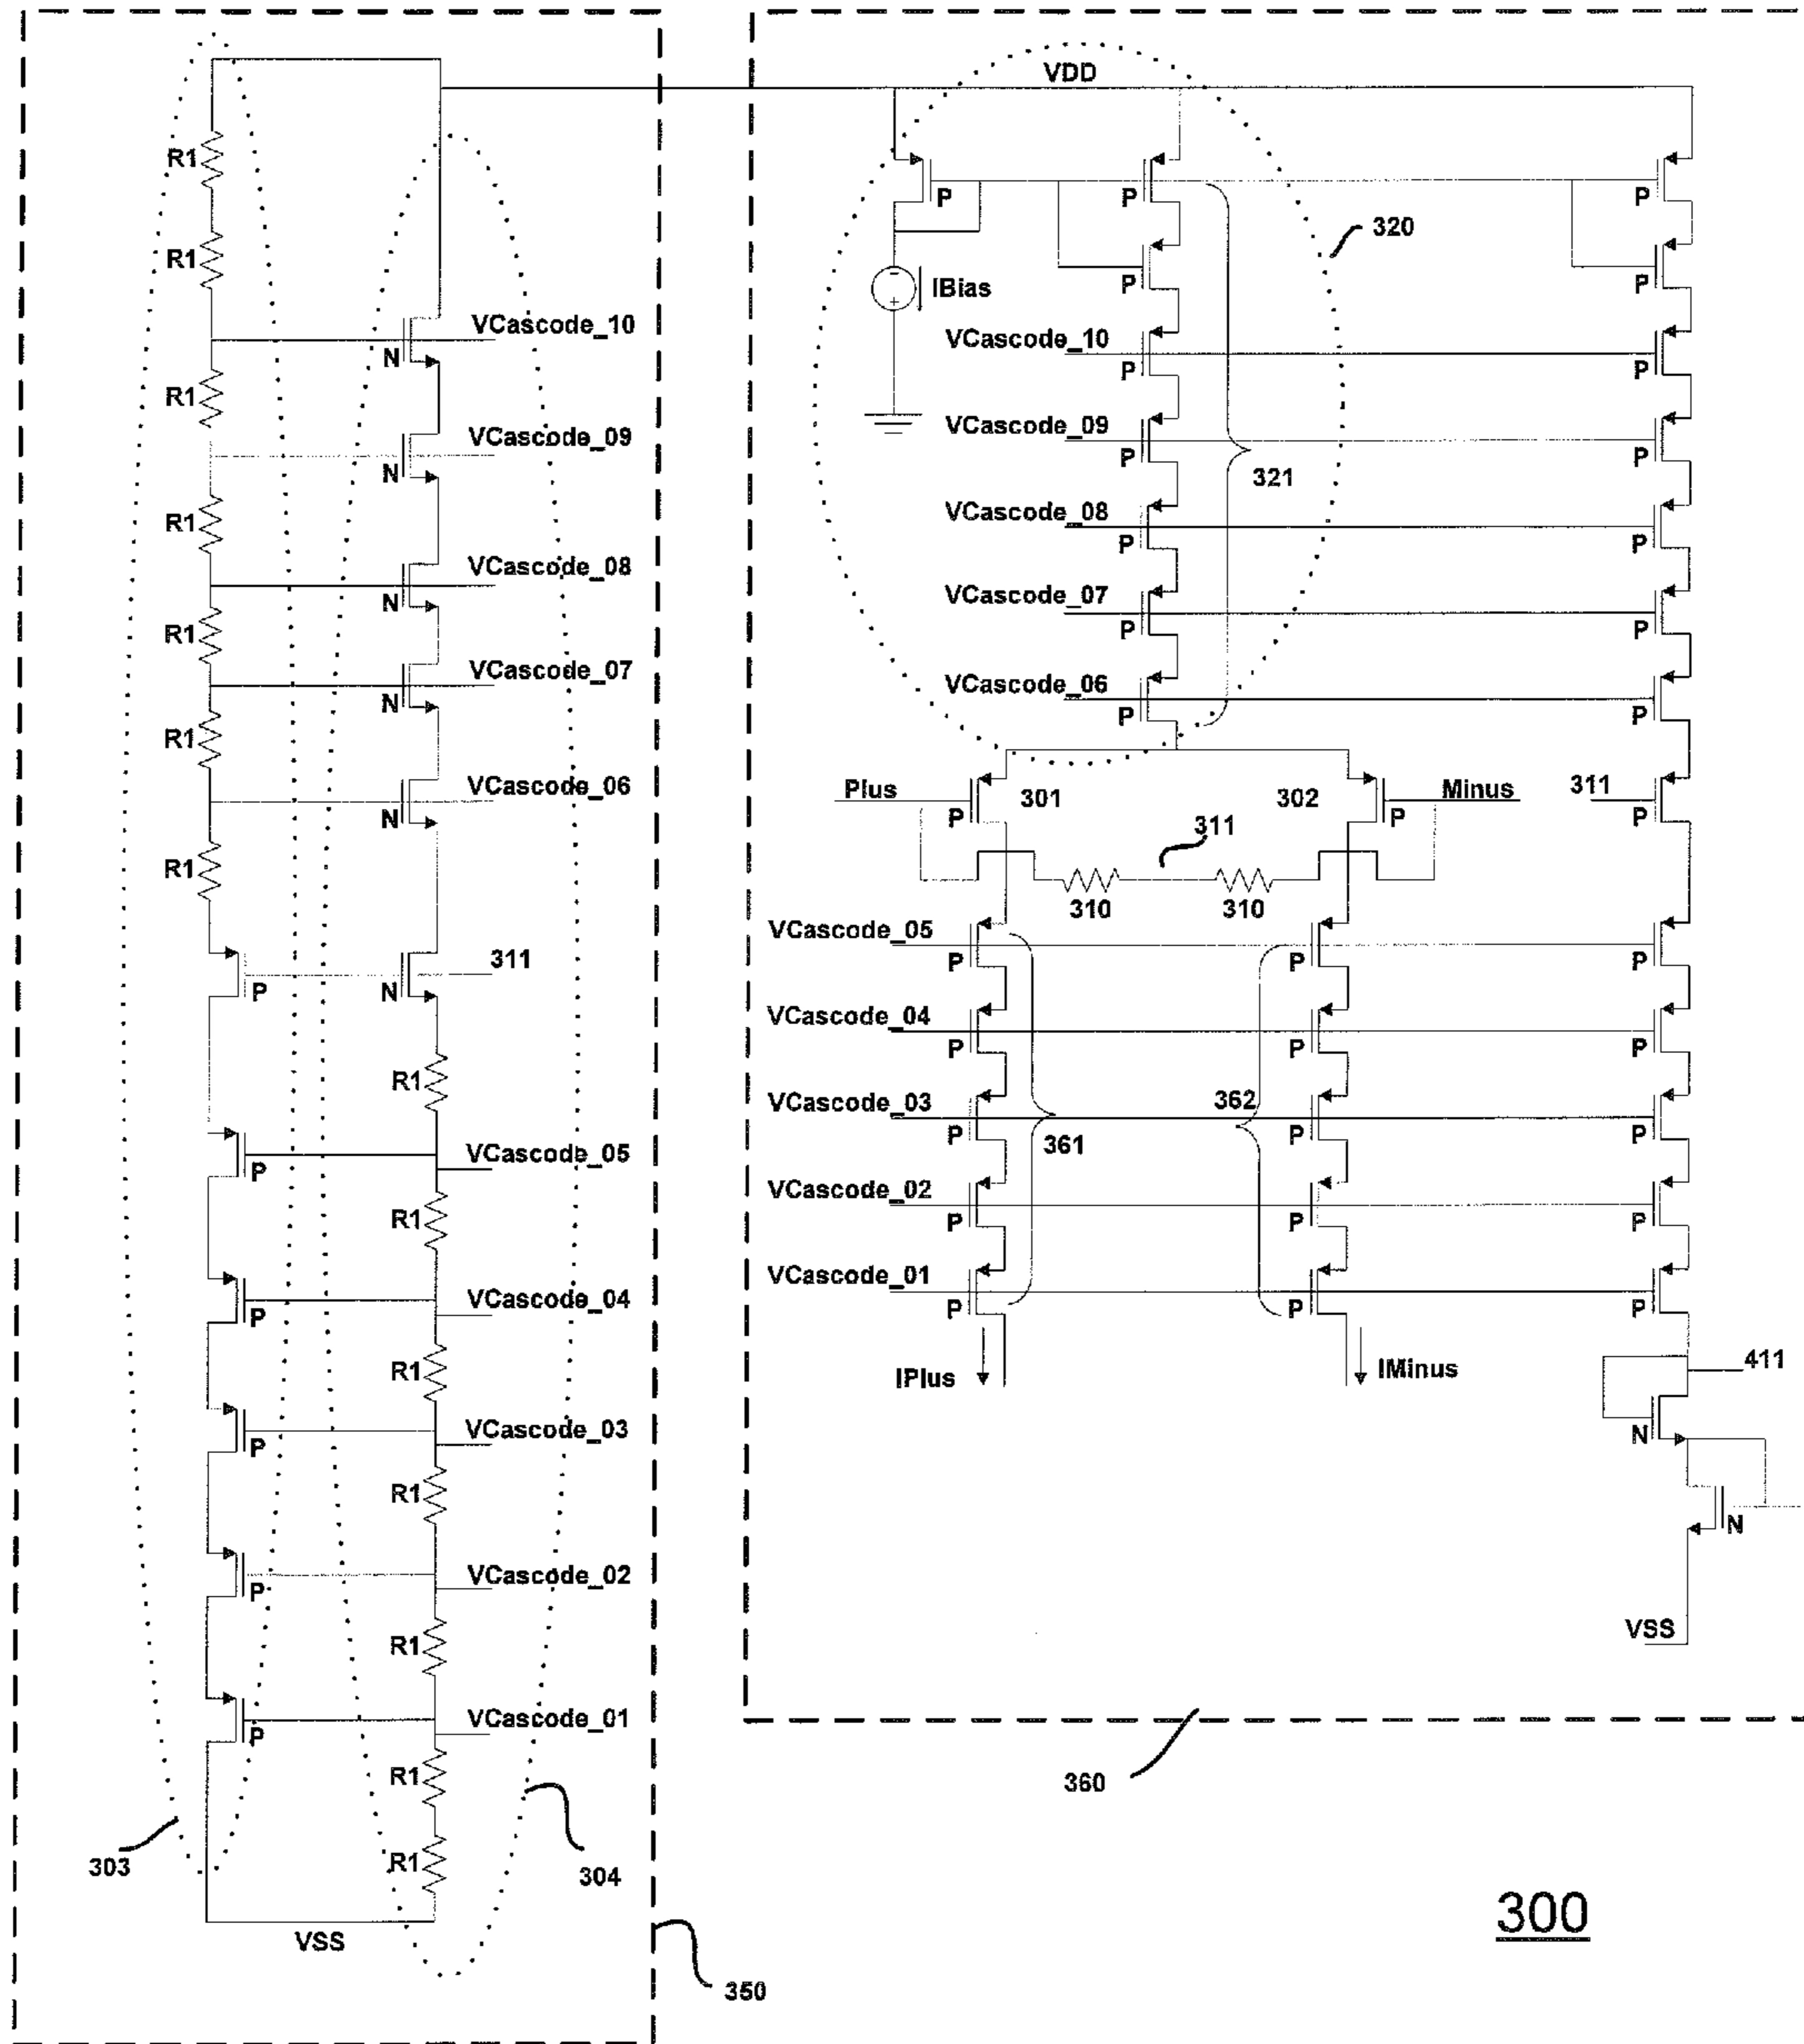 VDD
R1
P
P
P
320
R1
IBias
P
P
VCascode_10
N
VCascode_10
P
P
R1
VCascode_09
N
VCascode_09
P
P
321
R1
VCascode_08
P
P
VCascode_08
N
VCascode_07
P
P
R1
VCascode_07
N
VCascode_06
P
P
R1
VCascode_06
N
Plus
P
301
302
P
Minus
311
P
311
R1
310
310
VCascode_05
P
P
P
311
P
N
VCascode_04
P
P
P
R1
VCascode_03
P
362
P
P
361
VCascode_05
P
VCascode_02
P
P
P
R1
VCascode_01
P
P
P
VCascode_04
P
IPlus
IMinus
411
R1
VCascode_03
P
N
R1
N
VCascode_02
P
R1
VSS
VCascode_01
P
R1
360
303
R1
304
VSS
350
300